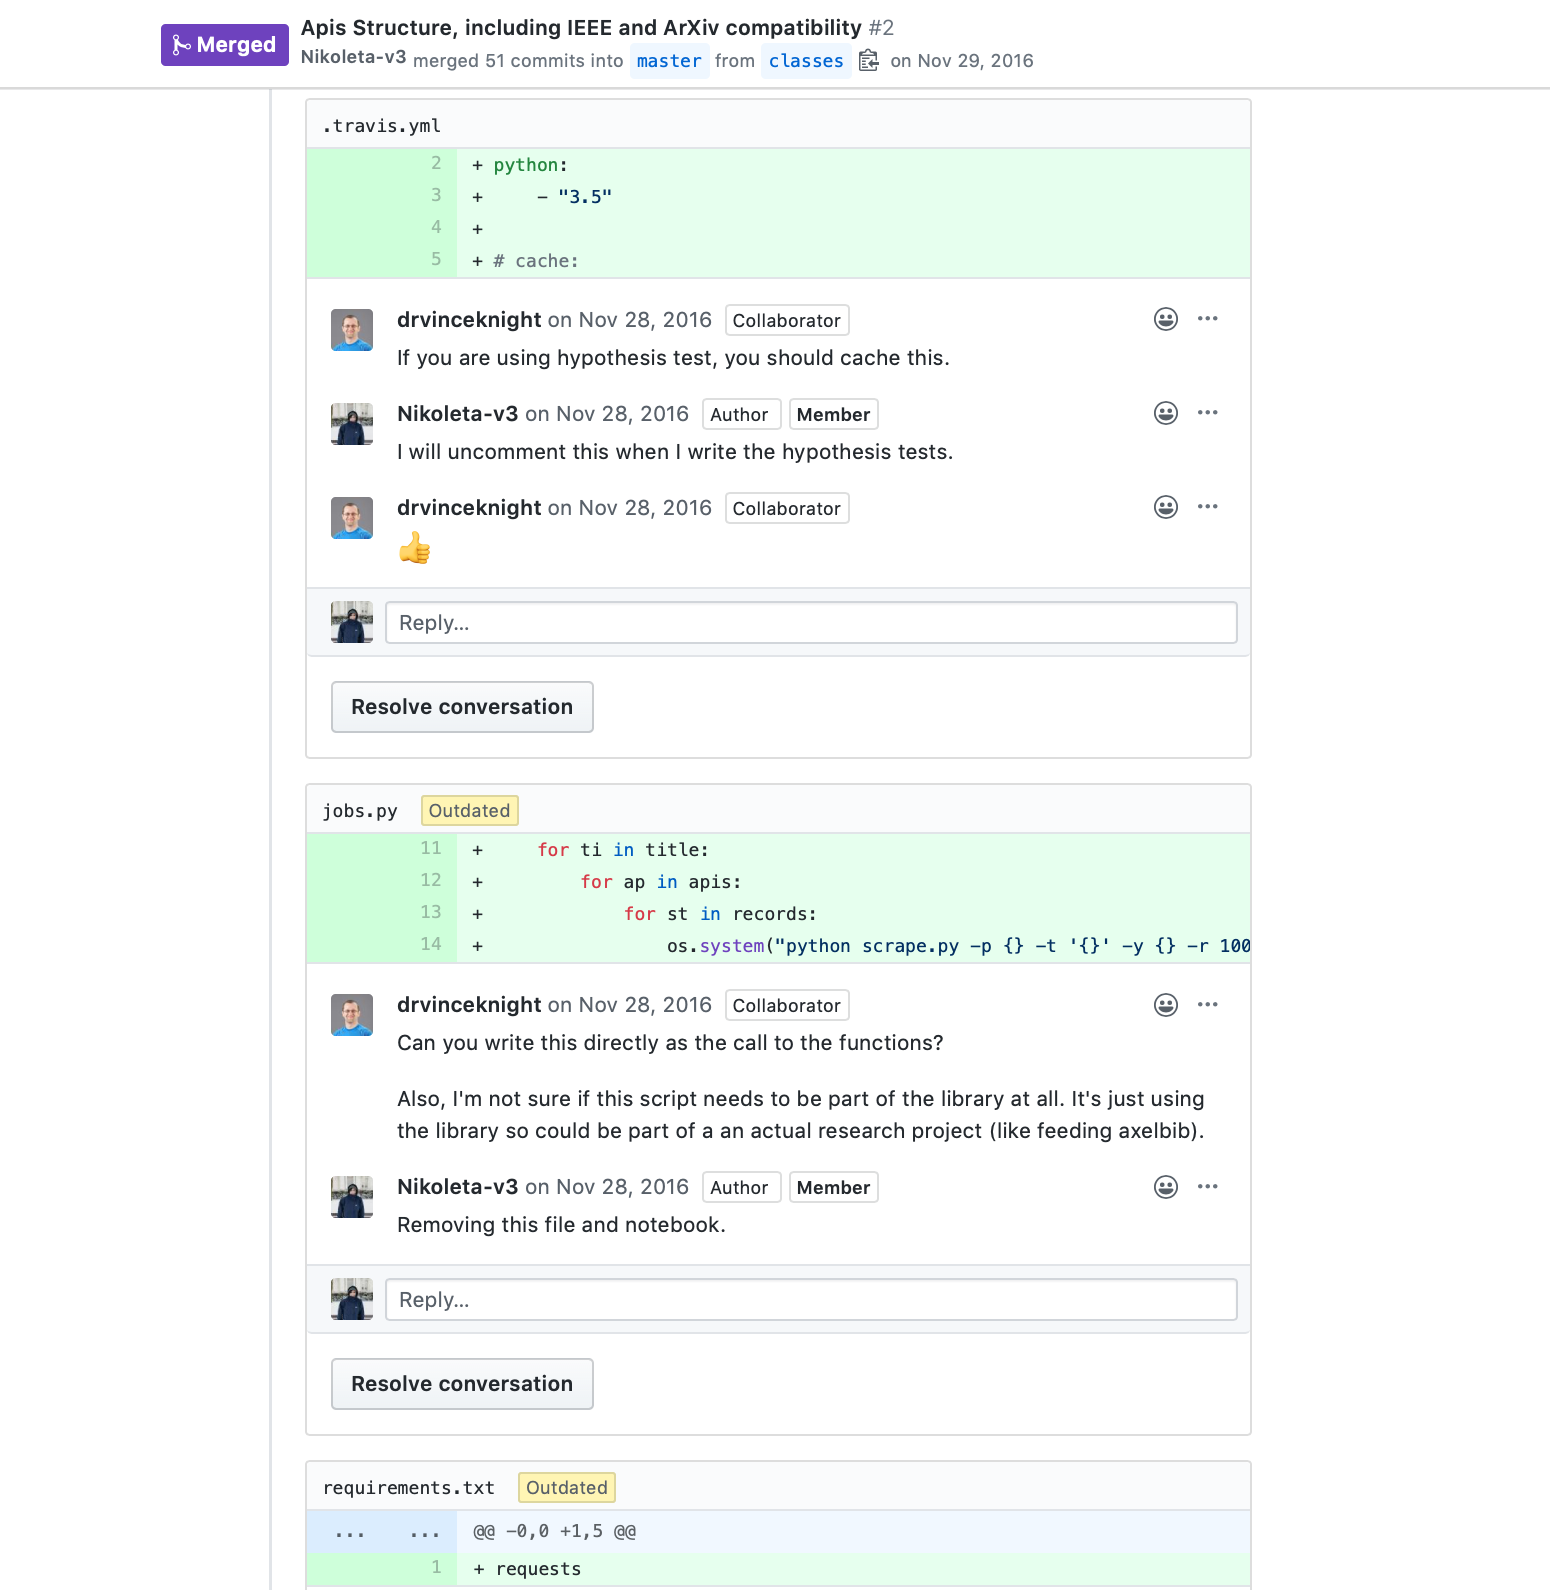 Merged
Apis Structure, including IEEE and ArXiv compatibility #2
Nikoleta-v3 merged 51 commits into master from classes on Nov 29, 2016
.travis.yml
2 + python:
3 +     - "3.5"
4 +
5 + # cache:
drvinceknight on Nov 28, 2016 Collaborator
If you are using hypothesis test, you should cache this.
Nikoleta-v3 on Nov 28, 2016 Author Member
I will uncomment this when I write the hypothesis tests.
drvinceknight on Nov 28, 2016 Collaborator
👍
Reply...
Resolve conversation
jobs.py Outdated
11 +     for ti in title:
12 +         for ap in apis:
13 +             for st in records:
14 +                 os.system("python scrape.py -p {} -t '{}' -y {} -r 100
drvinceknight on Nov 28, 2016 Collaborator
Can you write this directly as the call to the functions?
Also, I'm not sure if this script needs to be part of the library at all. It's just using
the library so could be part of a an actual research project (like feeding axelbib).
Nikoleta-v3 on Nov 28, 2016 Author Member
Removing this file and notebook.
Reply...
Resolve conversation
requirements.txt Outdated
... ... @@ -0,0 +1,5 @@
1 + requests